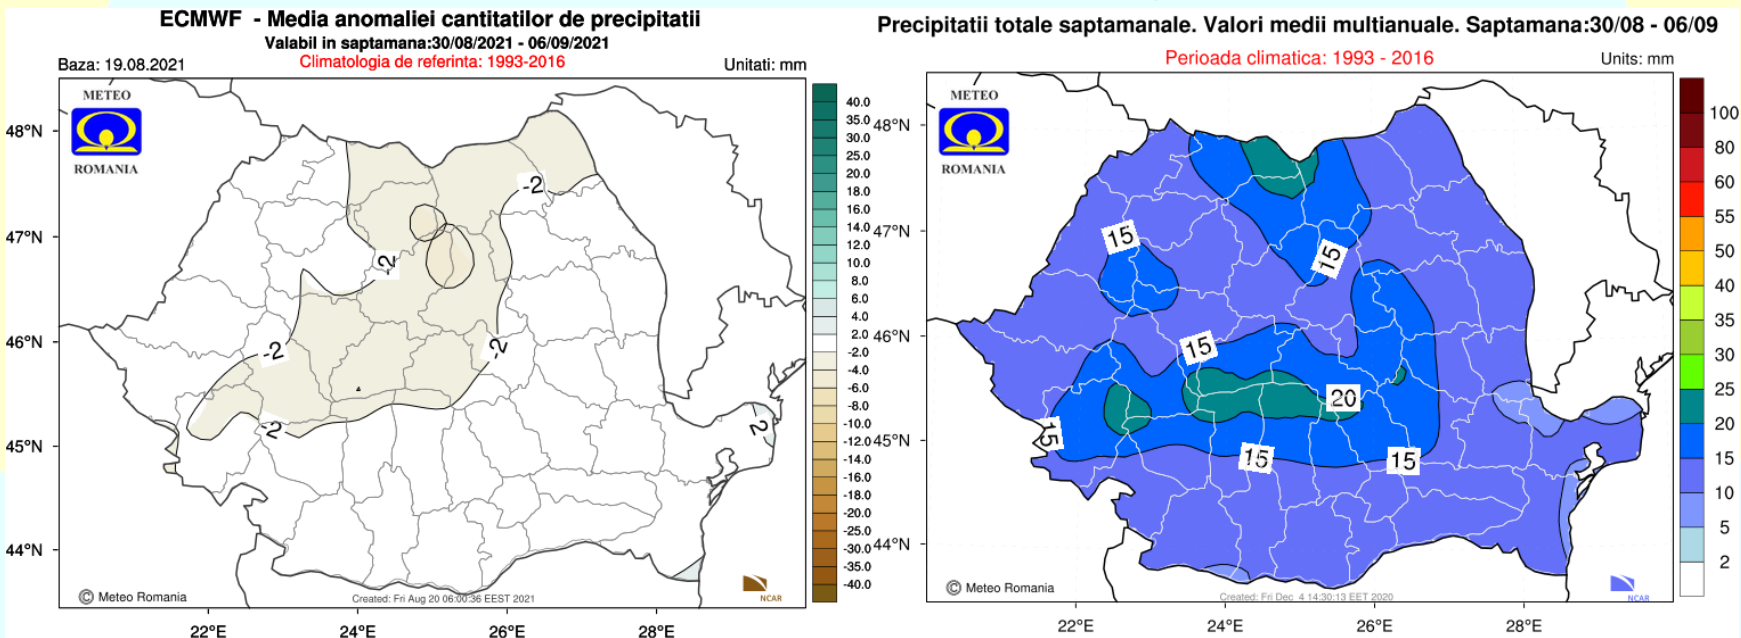 ECMWF - Media anomaliei cantitatilor de precipitatii
Valabil in saptamana:30/08/2021 - 06/09/2021
Baza: 19.08.2021
Climatologia de referinta: 1993-2016
Unitati: mm
METEO
ROMANIA
48°N
47°N
46°N
45°N
44°N
22°E
24°E
26°E
28°E
-2
-2
-2
-2
-2
2
40.0
35.0
30.0
25.0
20.0
18.0
16.0
14.0
12.0
10.0
8.0
6.0
4.0
2.0
-2.0
-4.0
-6.0
-8.0
-10.0
-12.0
-14.0
-16.0
-18.0
-20.0
-25.0
-30.0
-35.0
-40.0
© Meteo Romania
Created: Fri Aug 20 06:00:36 EEST 2021
NCAR
Precipitatii totale saptamanale. Valori medii multianuale. Saptamana:30/08 - 06/09
Perioada climatica: 1993 - 2016
Units: mm
METEO
ROMANIA
48°N
47°N
46°N
45°N
44°N
22°E
24°E
26°E
28°E
15
15
15
20
15
15
15
100
80
60
55
50
45
40
35
30
25
20
15
10
5
2
© Meteo Romania
Created: Fri Dec 4 14:30:13 EET 2020
NCAR